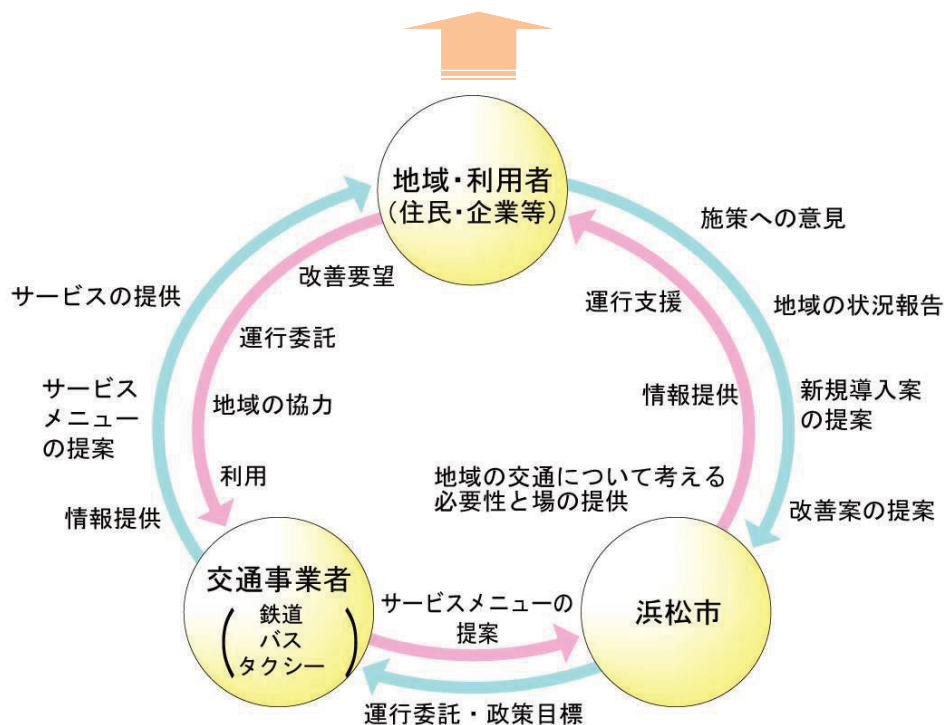 地域・利用者
(住民・企業等)
施策への意見
改善要望
運行支援
サービスの提供
地域の状況報告
運行委託
サービス
メニュー
の提案
地域の協力
情報提供
新規導入案
の提案
利用
地域の交通について考える
必要性と場の提供
情報提供
改善案の提案
交通事業者
鉄道
バス
タクシー
サービスメニューの
提案
浜松市
運行委託・政策目標